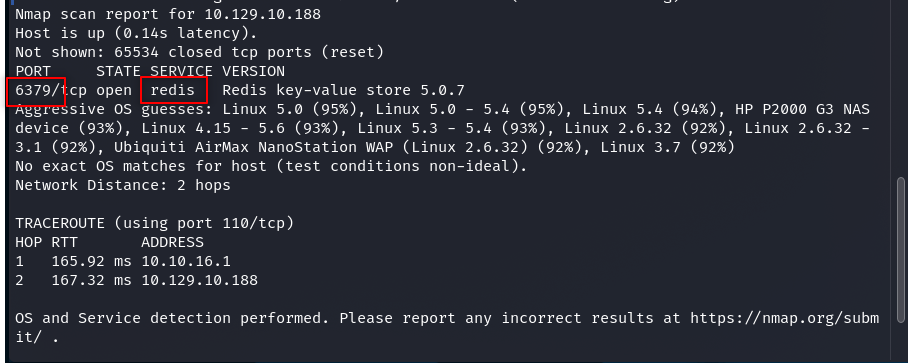 Nmap scan report for 10.129.10.188
Host is up (0.14s latency).
Not shown: 65534 closed tcp ports (reset)
PORT     STATE SERVICE VERSION
6379/tcp open  redis   Redis key-value store 5.0.7
Aggressive OS guesses: Linux 5.0 (95%), Linux 5.0 - 5.4 (95%), Linux 5.4 (94%), HP P2000 G3 NAS
device (93%), Linux 4.15 - 5.6 (93%), Linux 5.3 - 5.4 (93%), Linux 2.6.32 (92%), Linux 2.6.32 -
3.1 (92%), Ubiquiti AirMax NanoStation WAP (Linux 2.6.32) (92%), Linux 3.7 (92%)
No exact OS matches for host (test conditions non-ideal).
Network Distance: 2 hops
TRACEROUTE (using port 110/tcp)
HOP RTT       ADDRESS
1   165.92 ms 10.10.16.1
2   167.32 ms 10.129.10.188
OS and Service detection performed. Please report any incorrect results at https://nmap.org/subm
it/ .